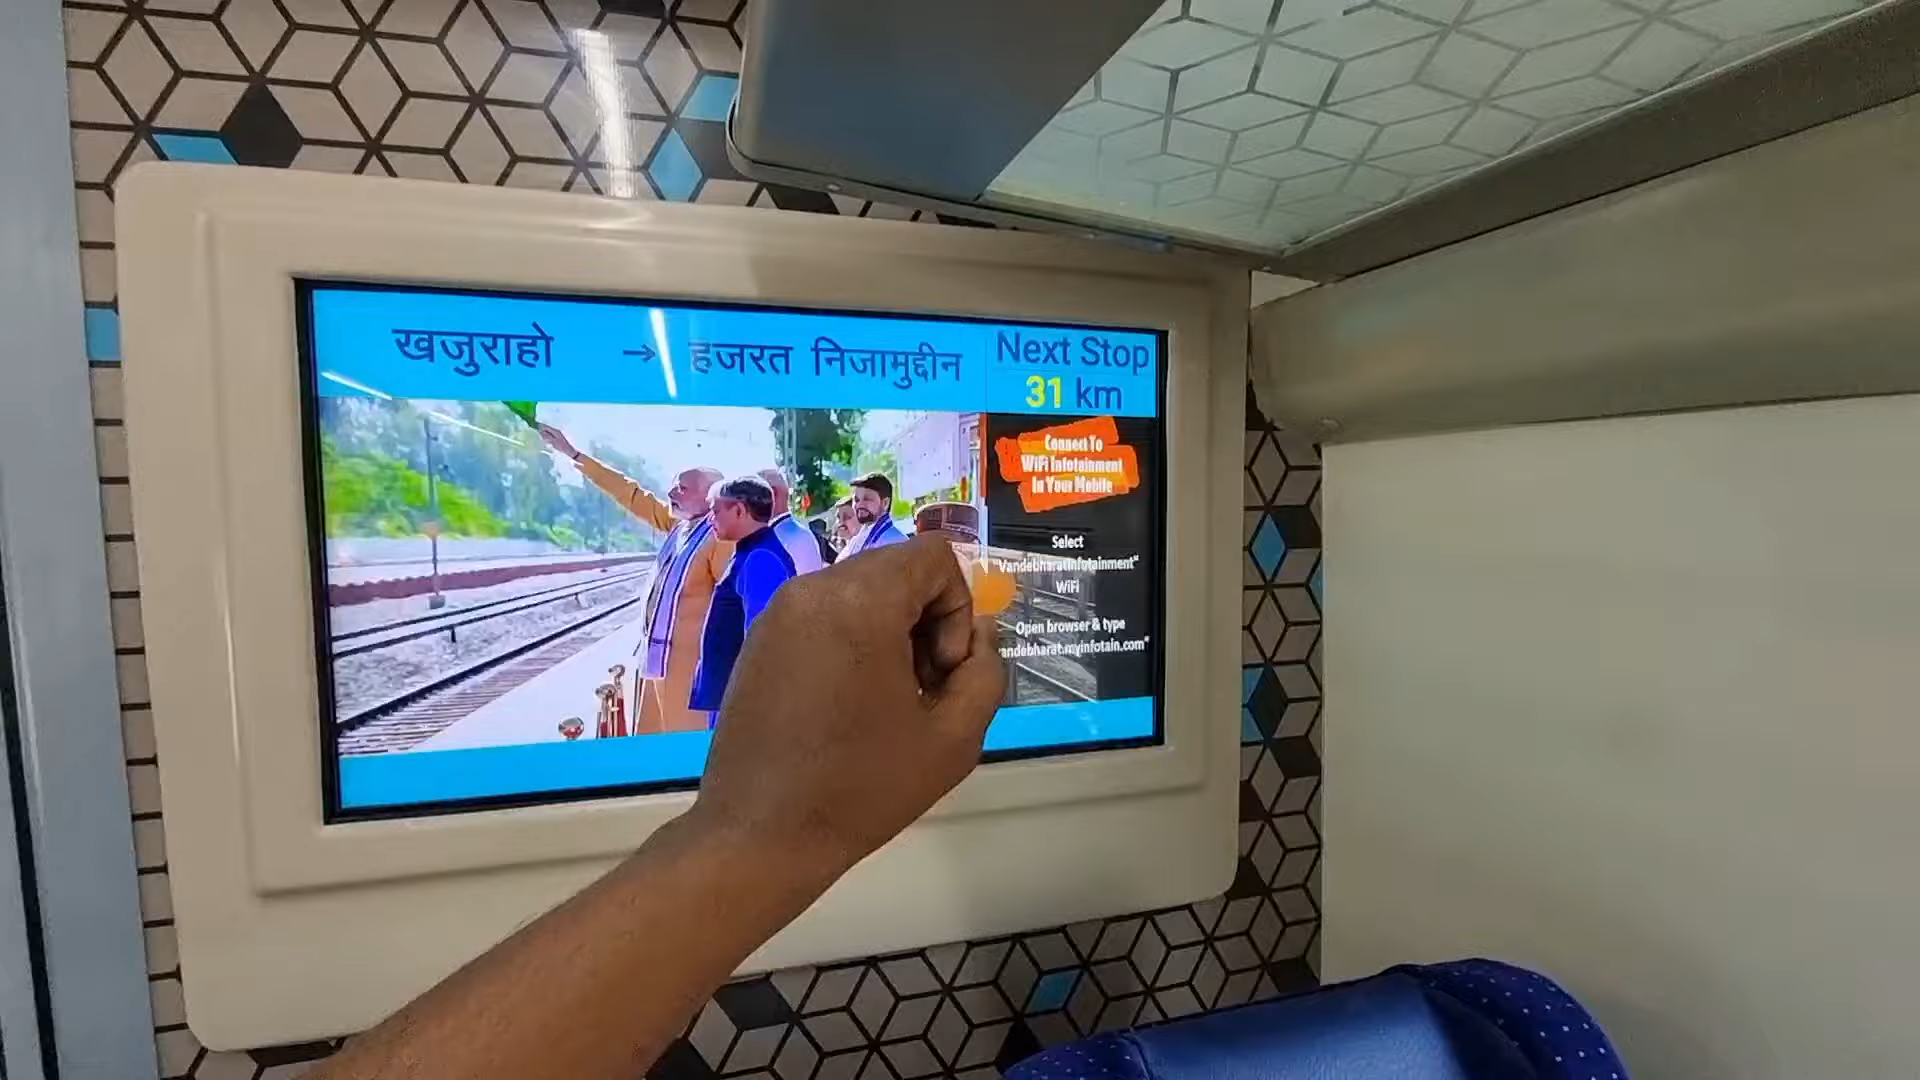 खजुराहो → हजरत निजामुद्दीन
Next Stop
31 km
Connect To
WiFi Infotainment
In Your Mobile
Select
"VandebharatInfotainment"
WiFi
Open browser & type
andebharat.myinfotain.com"